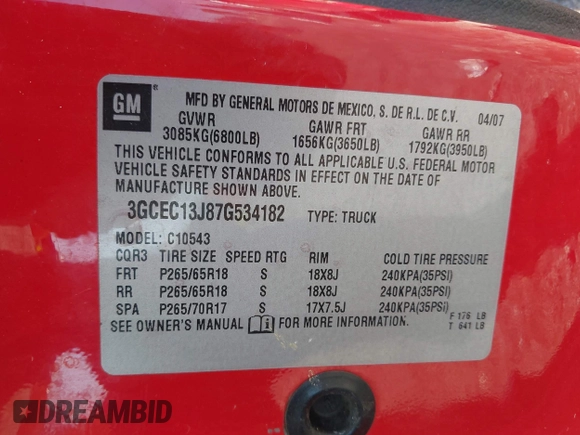 GM ®
MFD BY GENERAL MOTORS DE MEXICO, S. DE R.L. DE C.V. 04/07
GVWR GAWR FRT GAWR RR
3085KG(6800LB) 1656KG(3650LB) 1792KG(3950LB)
THIS VEHICLE CONFORMS TO ALL APPLICABLE U.S. FEDERAL MOTOR
VEHICLE SAFETY STANDARDS IN EFFECT ON THE DATE OF
MANUFACTURE SHOWN ABOVE.
3GCEC13J87G534182 TYPE: TRUCK
MODEL: C10543
CQR3 TIRE SIZE SPEED RTG RIM COLD TIRE PRESSURE
FRT P265/65R18 S 18X8J 240KPA(35PSI)
RR P265/65R18 S 18X8J 240KPA(35PSI)
SPA P265/70R17 S 17X7.5J 240KPA(35PSI)
F 176 LB
SEE OWNER'S MANUAL FOR MORE INFORMATION. T 641 LB
DREAMBID